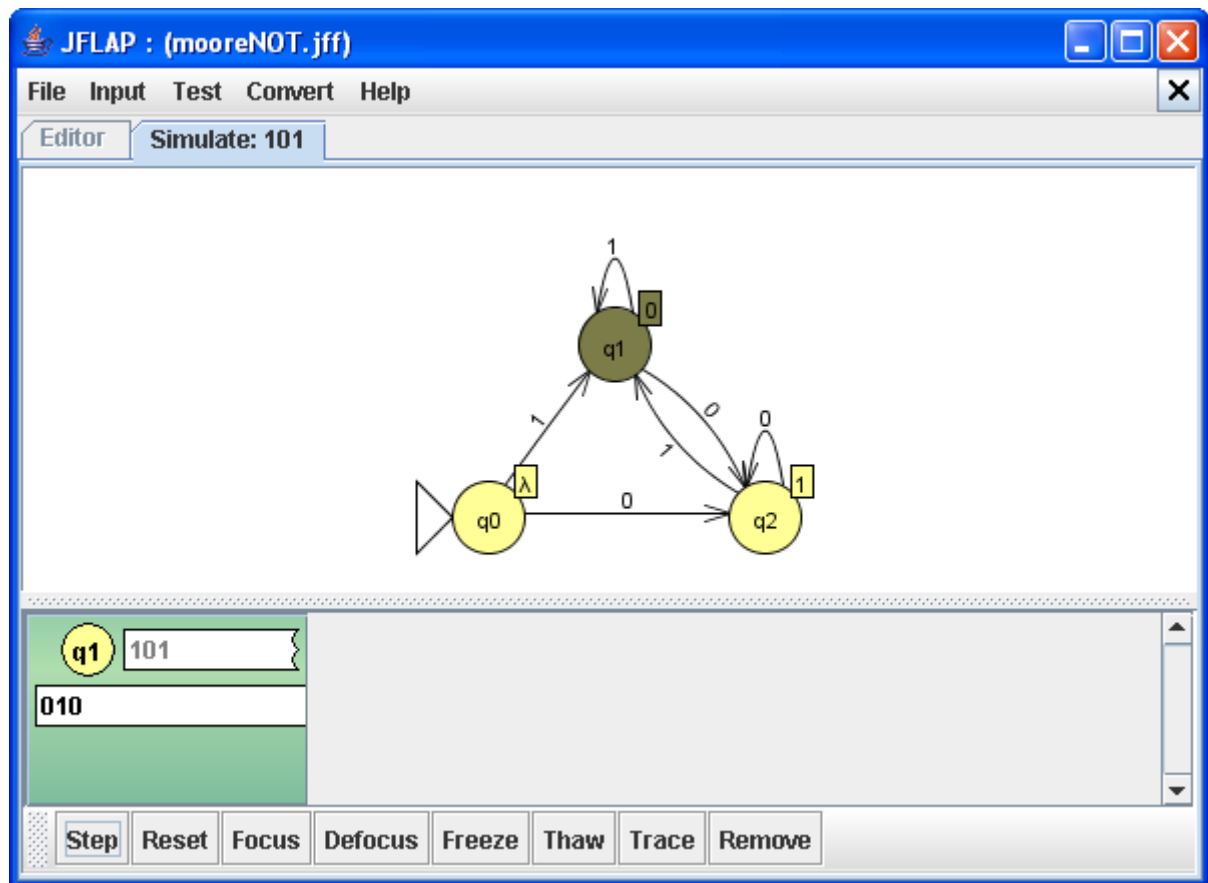 JFLAP : (mooreNOT.jff)
File Input Test Convert Help
Editor Simulate: 101
1
0
q1
1
0
1
0
λ
1
q0
0
q2
q1 101
010
Step Reset Focus Defocus Freeze Thaw Trace Remove